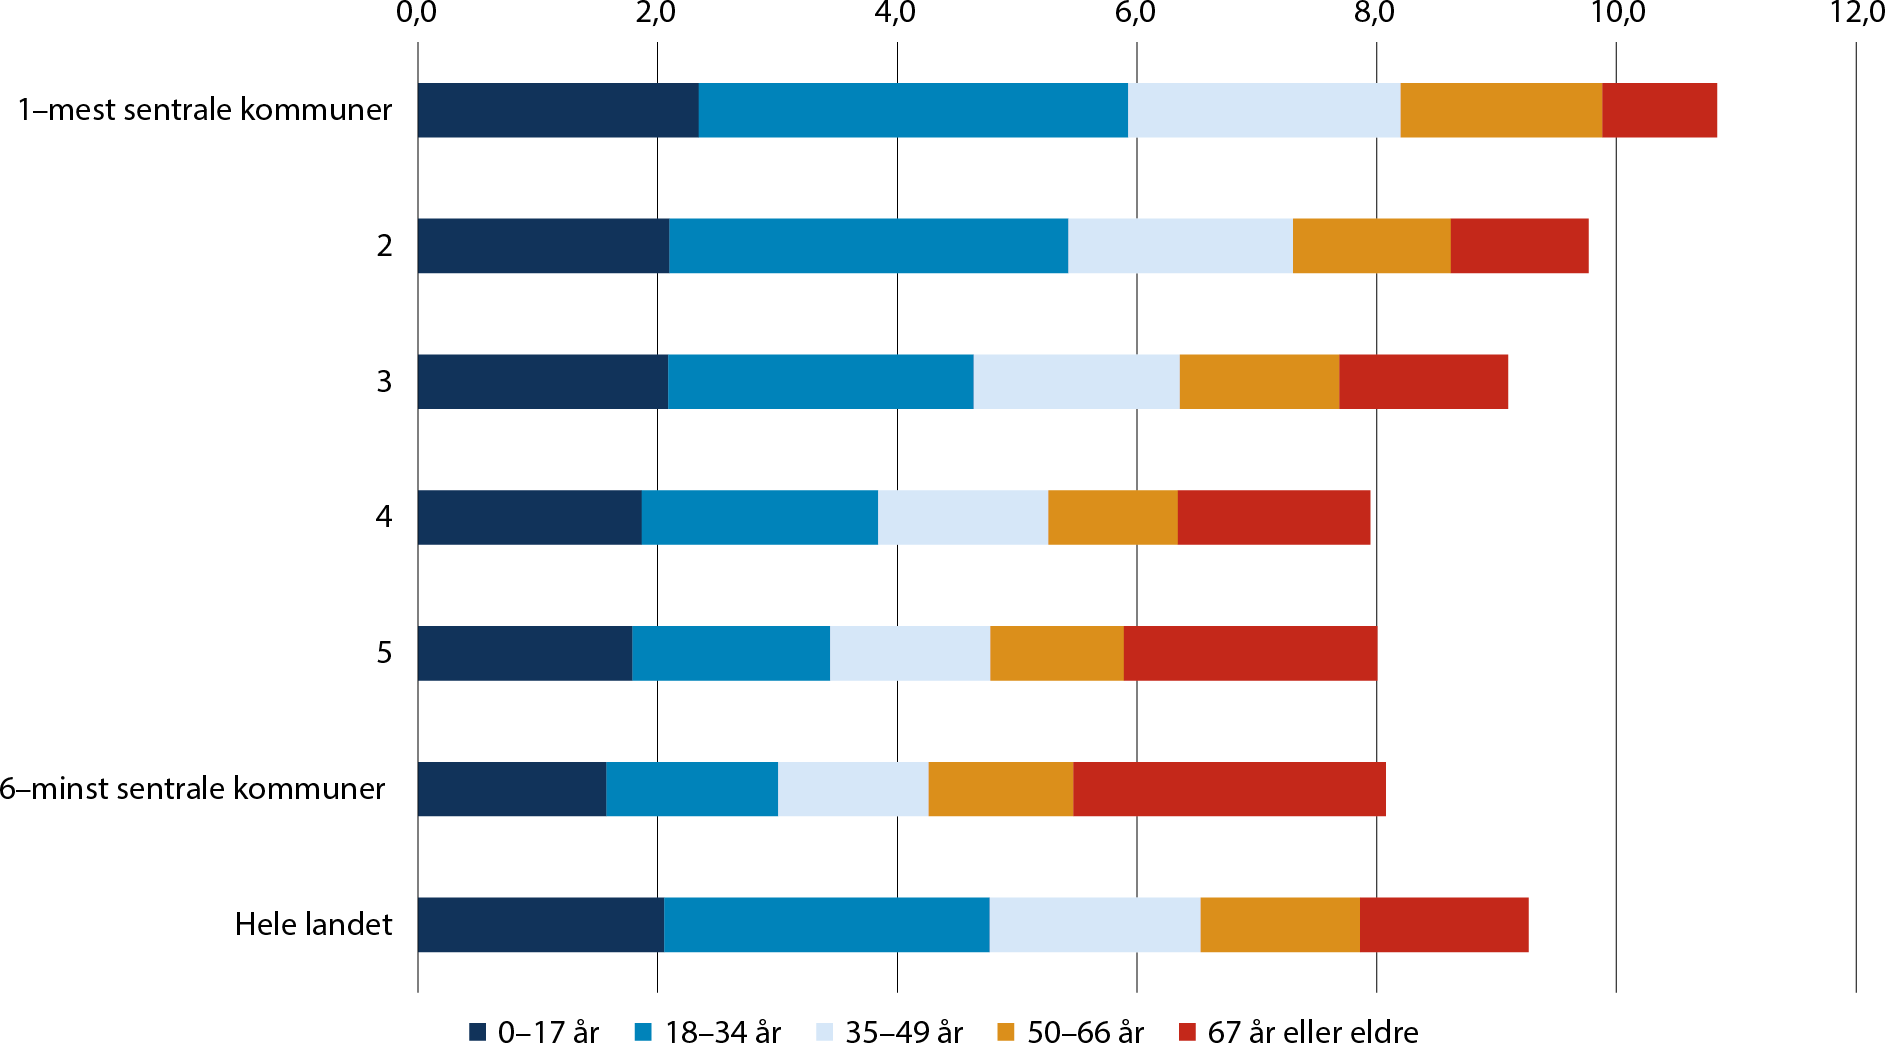 0,0 2,0 4,0 6,0 8,0 10,0 12,0
1–mest sentrale kommuner
2
3
4
5
6–minst sentrale kommuner
Hele landet
0–17 år 18–34 år 35–49 år 50–66 år 67 år eller eldre